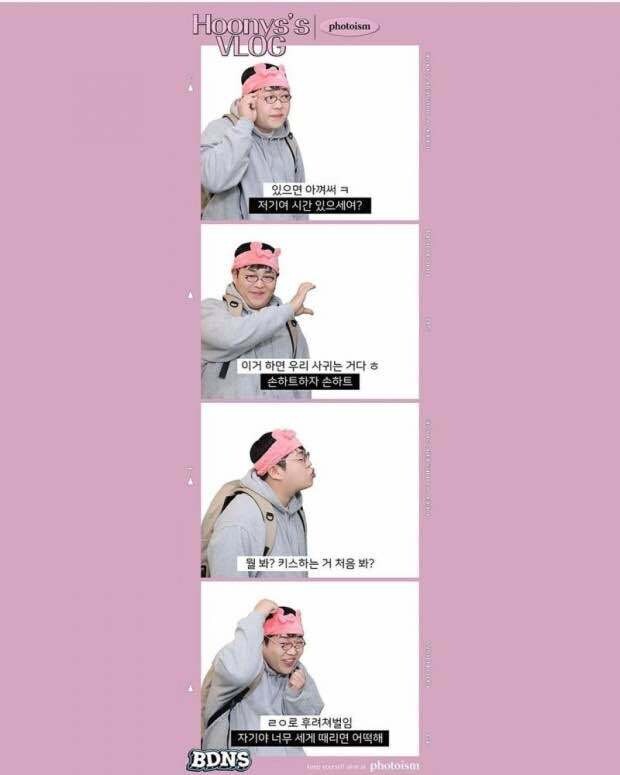 Hoonys's
VLOG
photoism
있으면 아껴써 ㅋ
저기여 시간 있으세여?
이거 하면 우리 사귀는 거다 ㅎ
손하트하자 손하트
뭘 봐? 키스하는 거 처음 봐?
ㄹㅇ로 후려쳐벌임
자기야 너무 세게 때리면 어떡해
BDNS
photoism